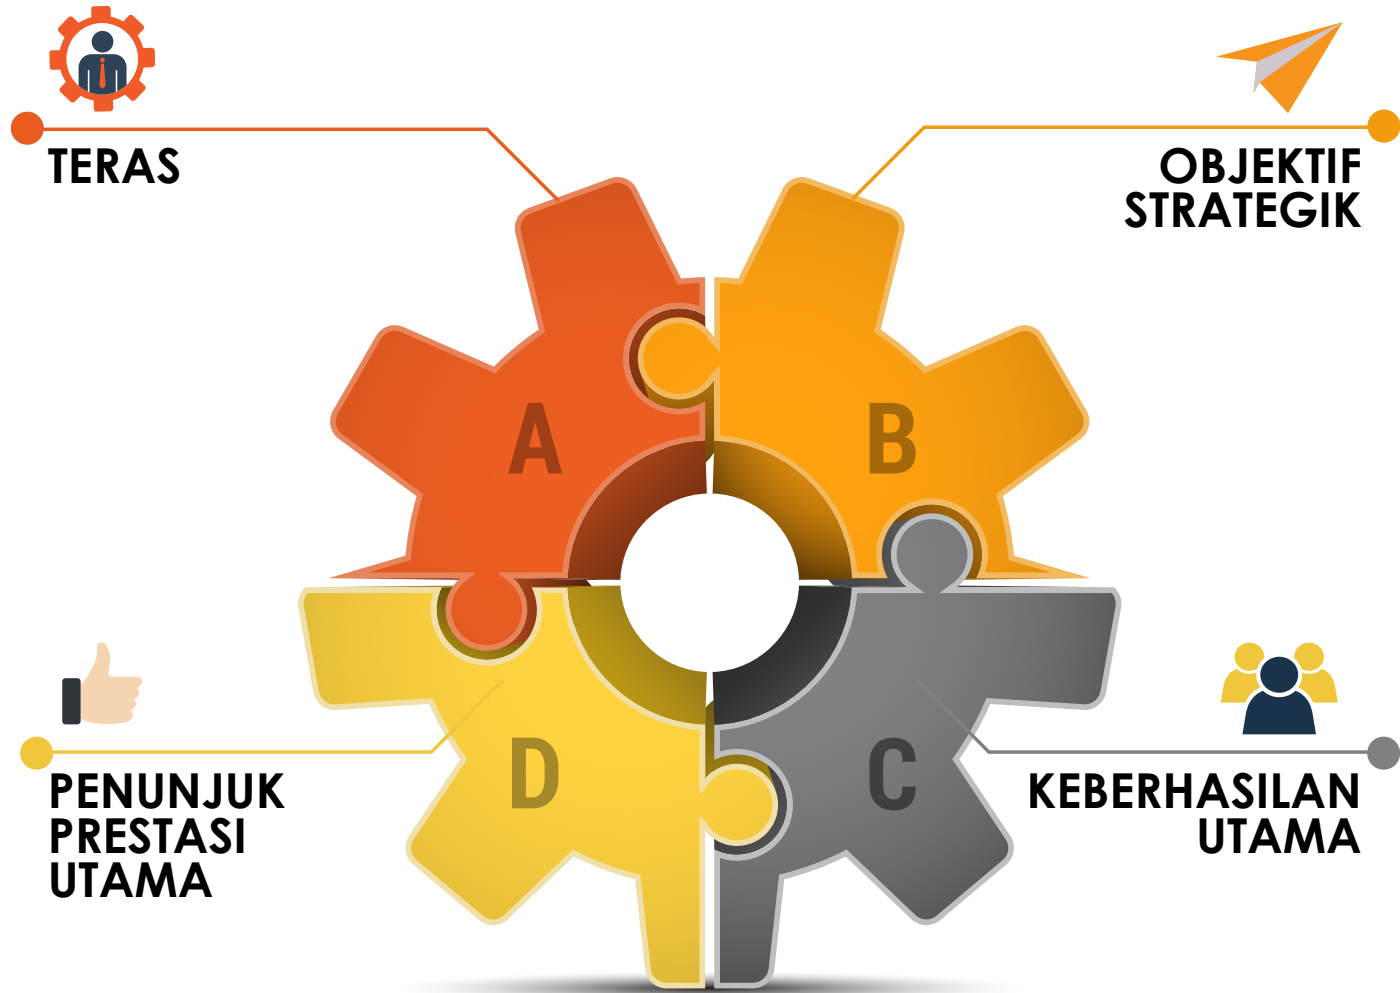 TERAS
OBJEKTIF
STRATEGIK
A
B
D
C
PENUNJUK
PRESTASI
UTAMA
KEBERHASILAN
UTAMA